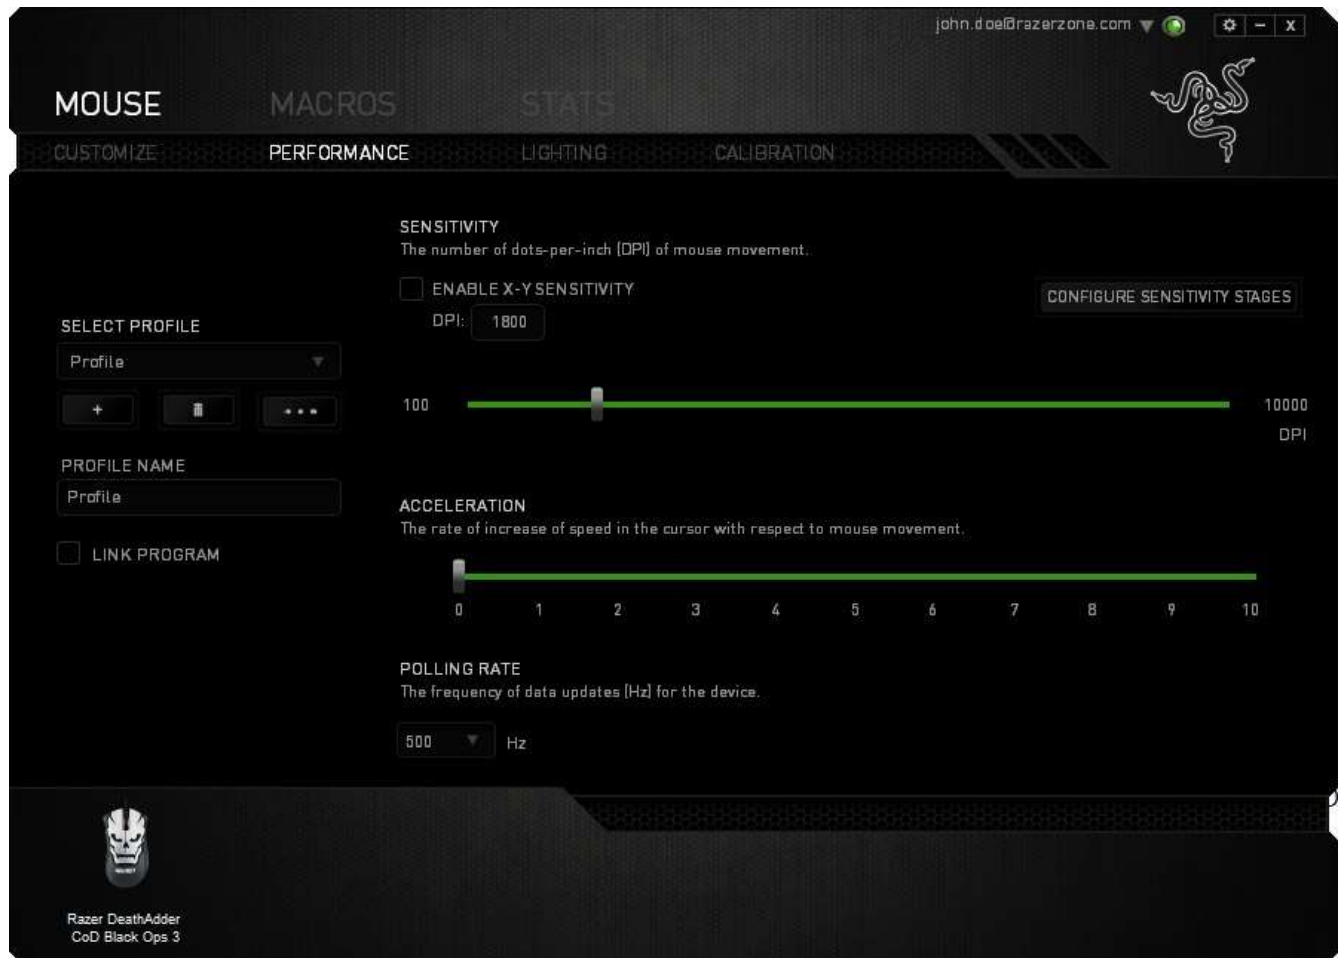 john.doe@razerzone.com
X
MOUSE
MACROS
STATS
CUSTOMIZE
PERFORMANCE
LIGHTING
CALIBRATION
SENSITIVITY
The number of dots-per-inch (DPI) of mouse movement.
ENABLE X-Y SENSITIVITY
CONFIGURE SENSITIVITY STAGES
DPI: 1800
SELECT PROFILE
Profile
100
10000
DPI
PROFILE NAME
Profile
LINK PROGRAM
ACCELERATION
The rate of increase of speed in the cursor with respect to mouse movement.
0 1 2 3 4 5 6 7 8 9 10
POLLING RATE
The frequency of data updates (Hz) for the device.
500 Hz
Razer DeathAdder
CoD Black Ops 3